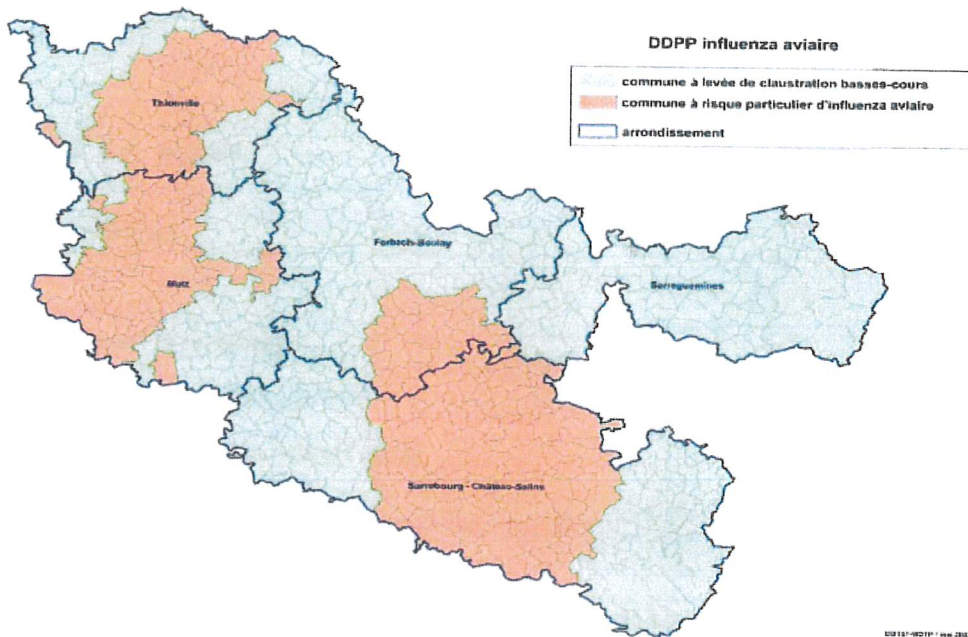 DDPP influenza aviaire
commune à levée de claustration basses-cours
commune à risque particulier d'influenza aviaire
arrondissement
Thionville
Forbach-Boulay
Metz
Sarreguemines
Sarrebourg - Château-Salins